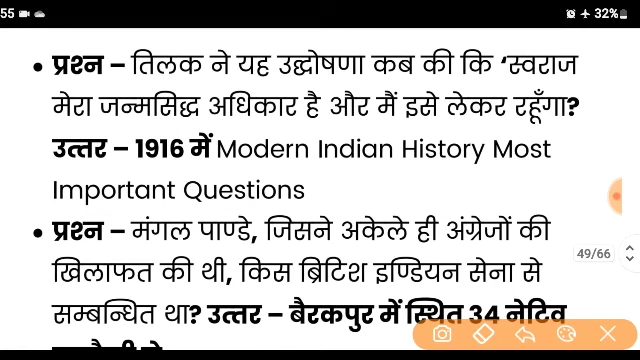 55 32%
• प्रश्न – तिलक ने यह उद्घोषणा कब की कि ‘स्वराज
मेरा जन्मसिद्ध अधिकार है और मैं इसे लेकर रहूँगा?
उत्तर – 1916 में Modern Indian History Most
Important Questions
• प्रश्न – मंगल पाण्डे, जिसने अकेले ही अंग्रेजों की
खिलाफत की थी, किस ब्रिटिश इण्डियन सेना से
सम्बन्धित था? उत्तर – बैरकपुर में स्थित 34 नेटिव
49/66